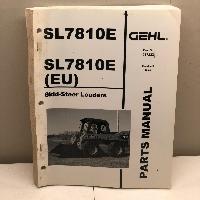 SL7810E
GEHL
SL7810E
(EU)
Skid-Steer Loaders
PARTS MANUAL